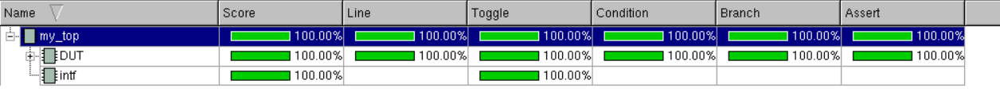 Name Score Line Toggle Condition Branch Assert
my_top 100.00% 100.00% 100.00% 100.00% 100.00% 100.00%
DUT 100.00% 100.00% 100.00% 100.00% 100.00% 100.00%
intf 100.00% 100.00%